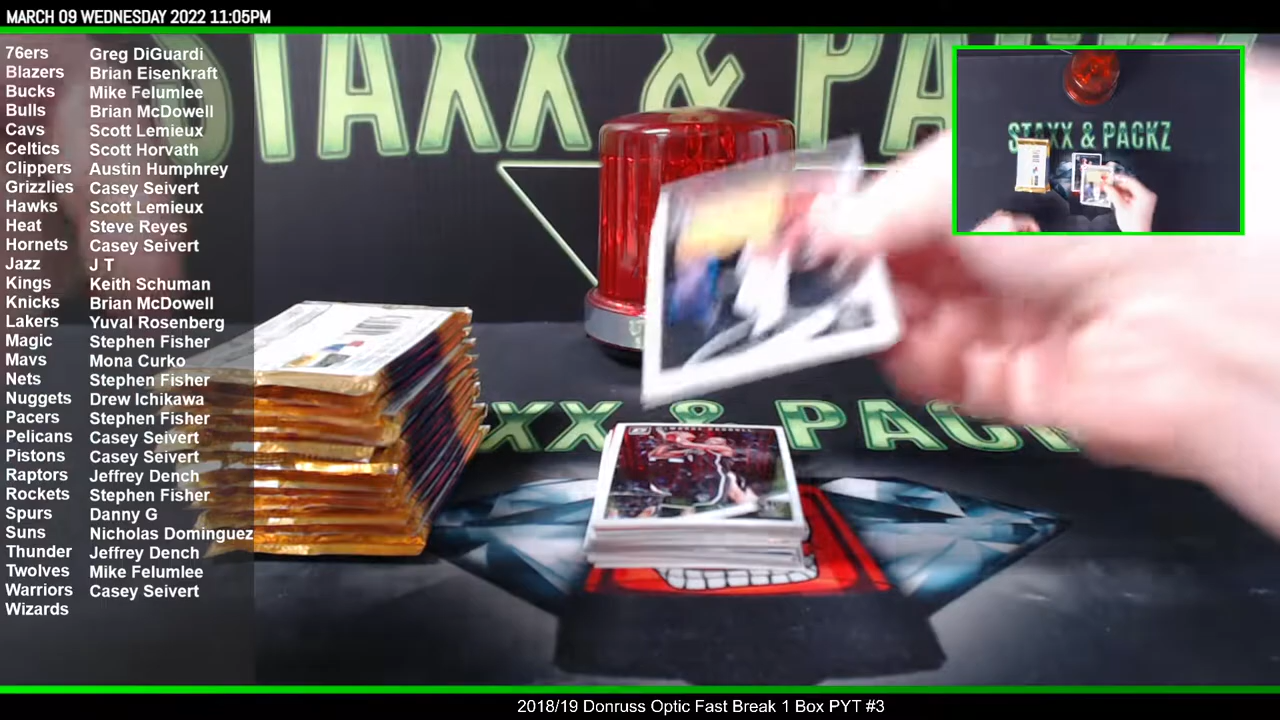 MARCH 09 WEDNESDAY 2022 11:05PM
STAXX & PACKZ
STAXX & PACKZ
76ers Greg DiGuardi
Blazers Brian Eisenkraft
Bucks Mike Felumlee
Bulls Brian McDowell
Cavs Scott Lemieux
Celtics Scott Horvath
Clippers Austin Humphrey
Grizzlies Casey Seivert
Hawks Scott Lemieux
Heat Steve Reyes
Hornets Casey Seivert
Jazz J T
Kings Keith Schuman
Knicks Brian McDowell
Lakers Yuval Rosenberg
Magic Stephen Fisher
Mavs Mona Curko
Nets Stephen Fisher
Nuggets Drew Ichikawa
Pacers Stephen Fisher
Pelicans Casey Seivert
Pistons Casey Seivert
Raptors Jeffrey Dench
Rockets Stephen Fisher
Spurs Danny G
Suns Nicholas Dominguez
Thunder Jeffrey Dench
Twolves Mike Felumlee
Warriors Casey Seivert
Wizards
XX & PACK
2018/19 Donruss Optic Fast Break 1 Box PYT #3